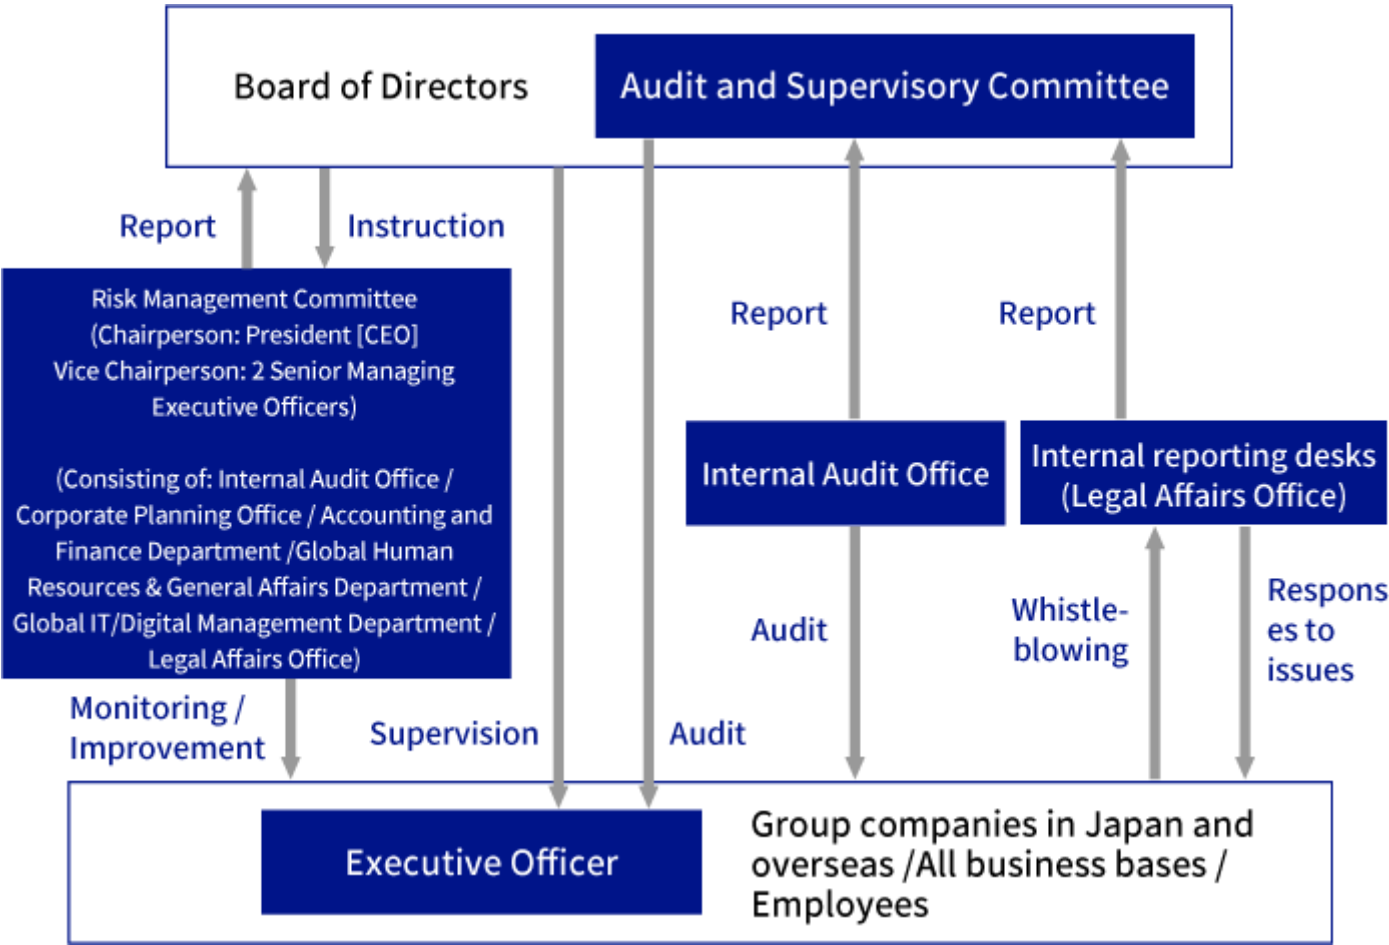 Board of Directors
Audit and Supervisory Committee
Report
Instruction
Risk Management Committee
(Chairperson: President [CEO]
Vice Chairperson: 2 Senior Managing
Executive Officers)
(Consisting of: Internal Audit Office /
Corporate Planning Office / Accounting and
Finance Department /Global Human
Resources & General Affairs Department /
Global IT/Digital Management Department /
Legal Affairs Office)
Report
Report
Internal Audit Office
Internal reporting desks
(Legal Affairs Office)
Monitoring /
Improvement
Supervision
Audit
Audit
Whistle-
blowing
Respons
es to
issues
Executive Officer
Group companies in Japan and
overseas /All business bases /
Employees